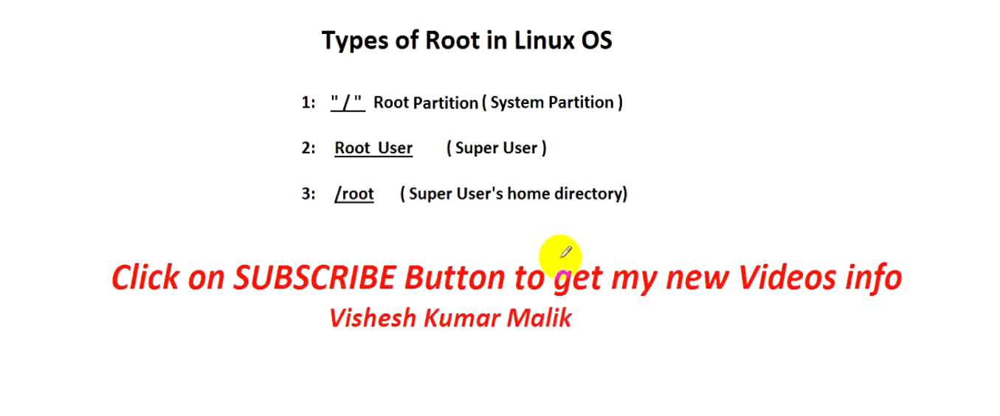 Types of Root in Linux OS
1: "/" Root Partition ( System Partition )
2: Root User ( Super User )
3: /root ( Super User's home directory)
Click on SUBSCRIBE Button to get my new Videos info
Vishesh Kumar Malik